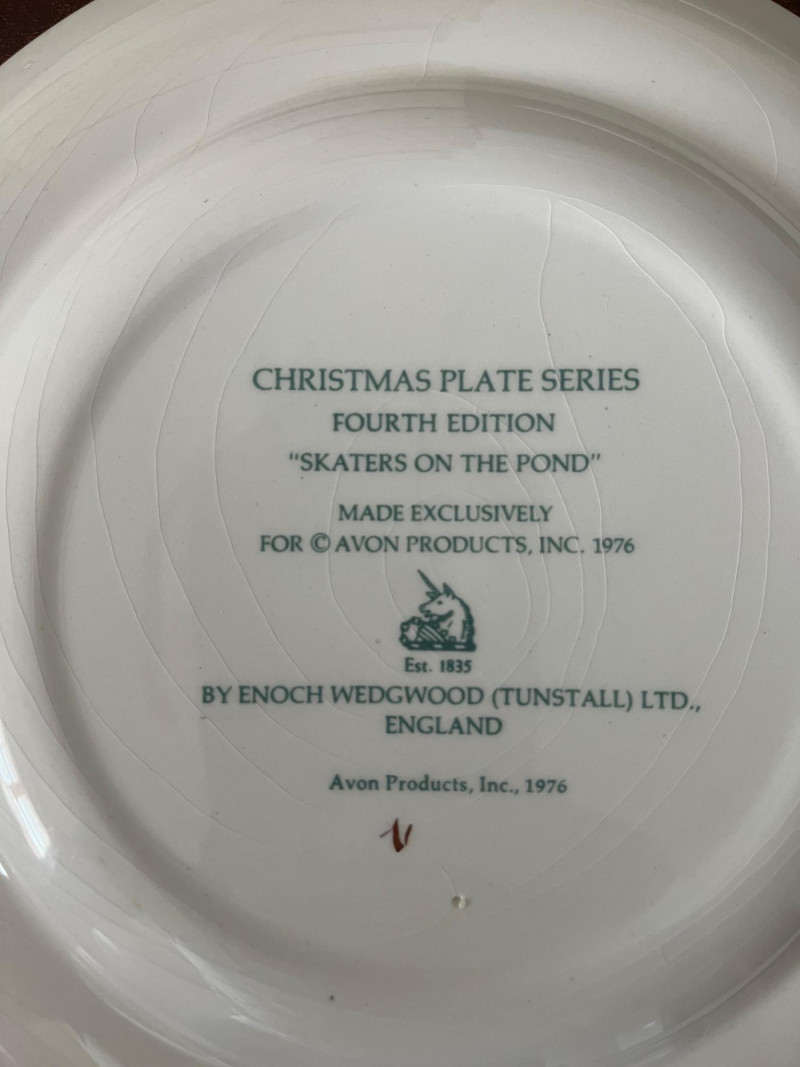 CHRISTMAS PLATE SERIES
FOURTH EDITION
"SKATERS ON THE POND"
MADE EXCLUSIVELY
FOR © AVON PRODUCTS, INC. 1976
Est. 1835
BY ENOCH WEDGWOOD (TUNSTALL) LTD.,
ENGLAND
Avon Products, Inc., 1976